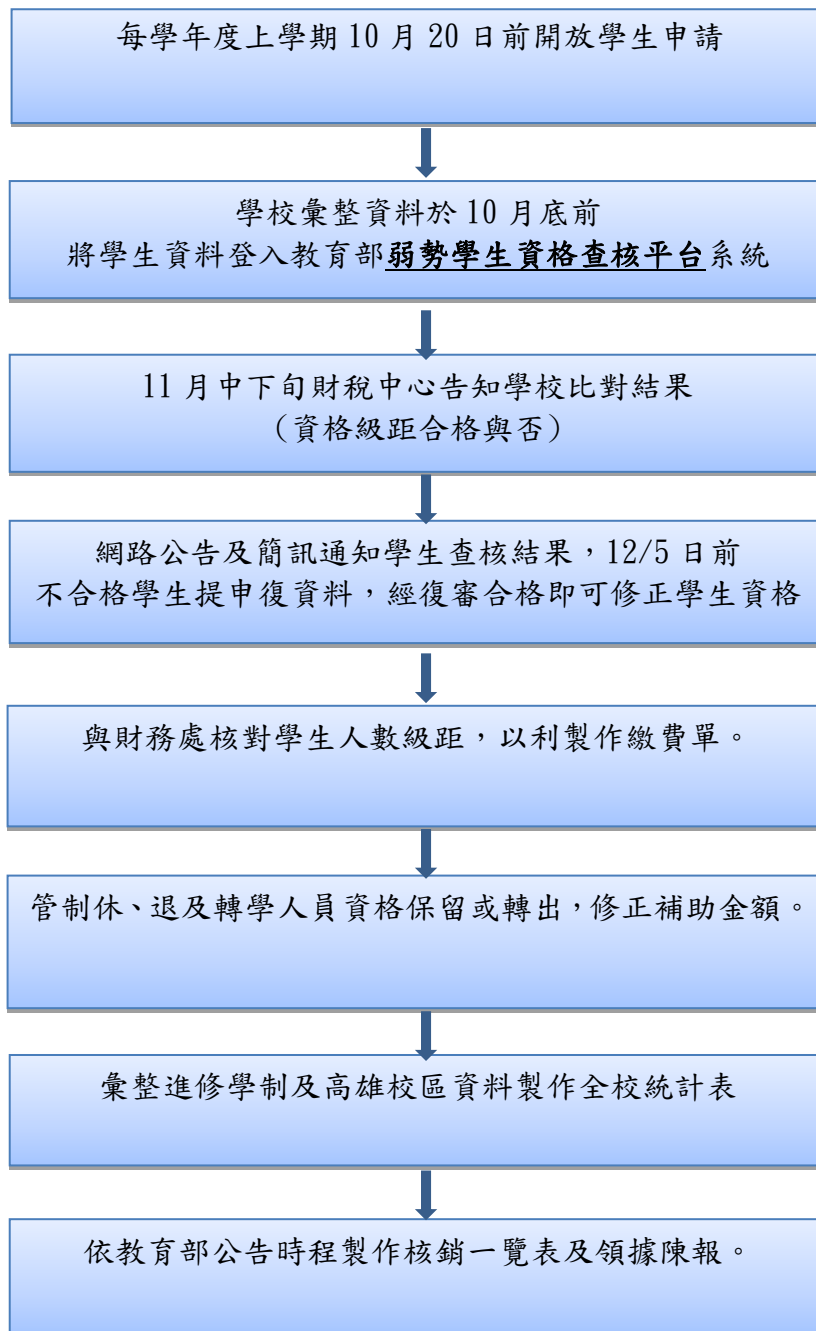 每學年度上學期 10 月 20 日前開放學生申請
學校彙整資料於 10 月底前
將學生資料登入教育部弱勢學生資格查核平台系統
11 月中下旬財稅中心告知學校比對結果
（資格級距合格與否）
網路公告及簡訊通知學生查核結果，12/5 日前
不合格學生提申復資料，經復審合格即可修正學生資格
與財務處核對學生人數級距，以利製作繳費單。
管制休、退及轉學人員資格保留或轉出，修正補助金額。
彙整進修學制及高雄校區資料製作全校統計表
依教育部公告時程製作核銷一覽表及領據陳報。